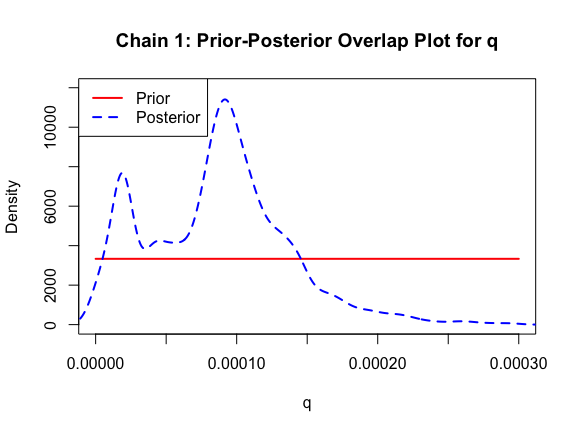 Chain 1: Prior-Posterior Overlap Plot for q
Prior
Posterior
Density
10000
6000
2000
0
0.00000
0.00010
0.00020
0.00030
q